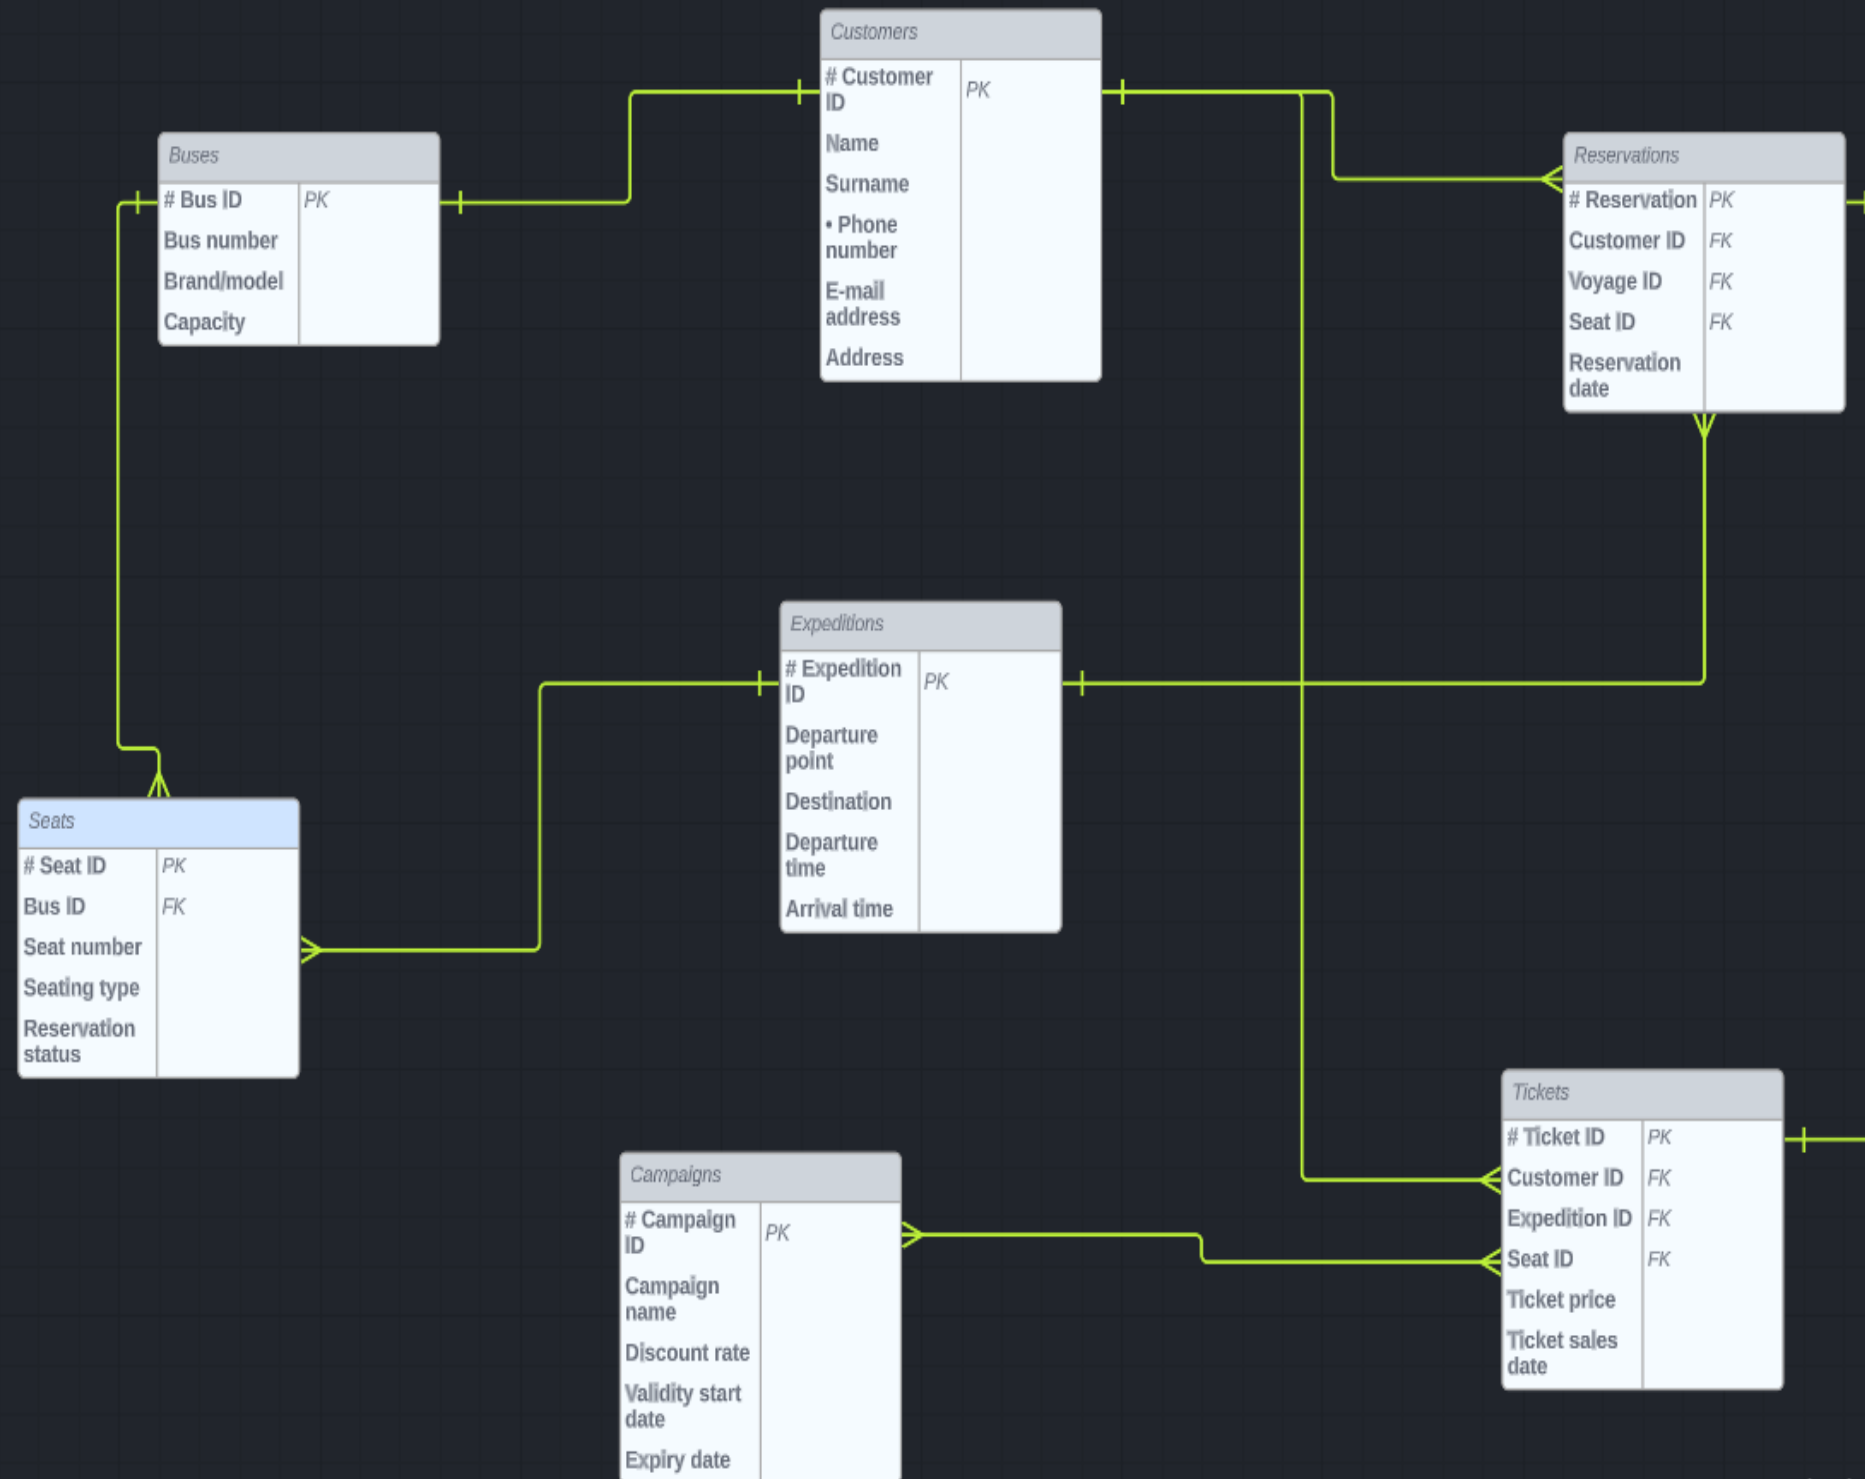 Customers
# Customer
ID
PK
Name
Surname
• Phone
number
E-mail
address
Address
Buses
# Bus ID PK
Bus number
Brand/model
Capacity
Reservations
# Reservation PK
Customer ID FK
Voyage ID FK
Seat ID FK
Reservation
date
Expeditions
# Expedition
ID
PK
Departure
point
Destination
Departure
time
Arrival time
Seats
# Seat ID PK
Bus ID FK
Seat number
Seating type
Reservation
status
Campaigns
# Campaign
ID
PK
Campaign
name
Discount rate
Validity start
date
Expiry date
Tickets
# Ticket ID PK
Customer ID FK
Expedition ID FK
Seat ID FK
Ticket price
Ticket sales
date